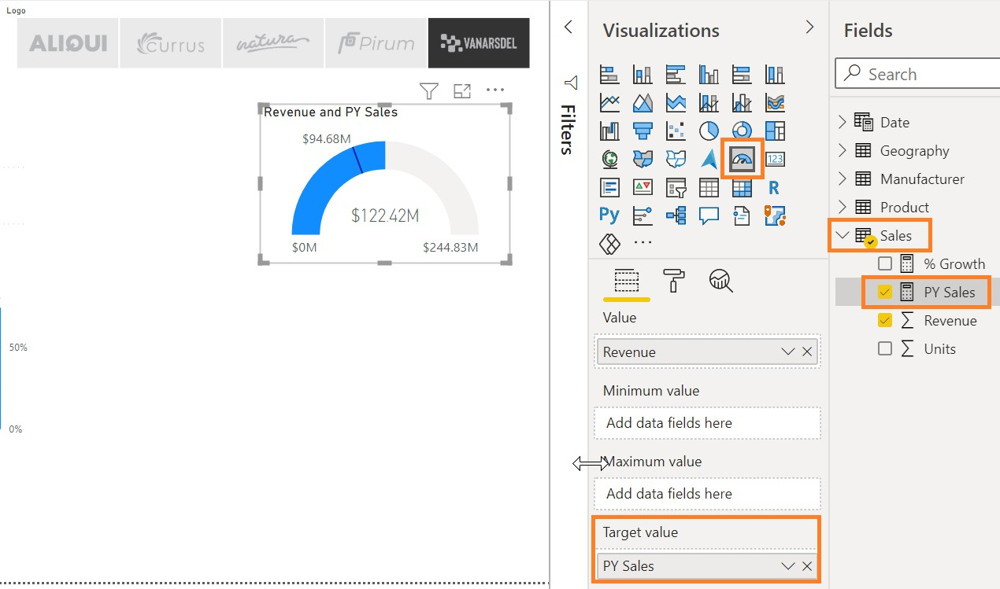 Logo
ALIQUI
Currus
natura
Pirum
VANARSDEL
Revenue and PY Sales
$94.68M
$122.42M
$0M
$244.83M
50%
0%
Filters
Visualizations
123
R
Py
Value
Revenue
Minimum value
Add data fields here
Maximum value
Add data fields here
Target value
PY Sales
Fields
Search
Date
Geography
Manufacturer
Product
Sales
% Growth
PY Sales
Revenue
Units